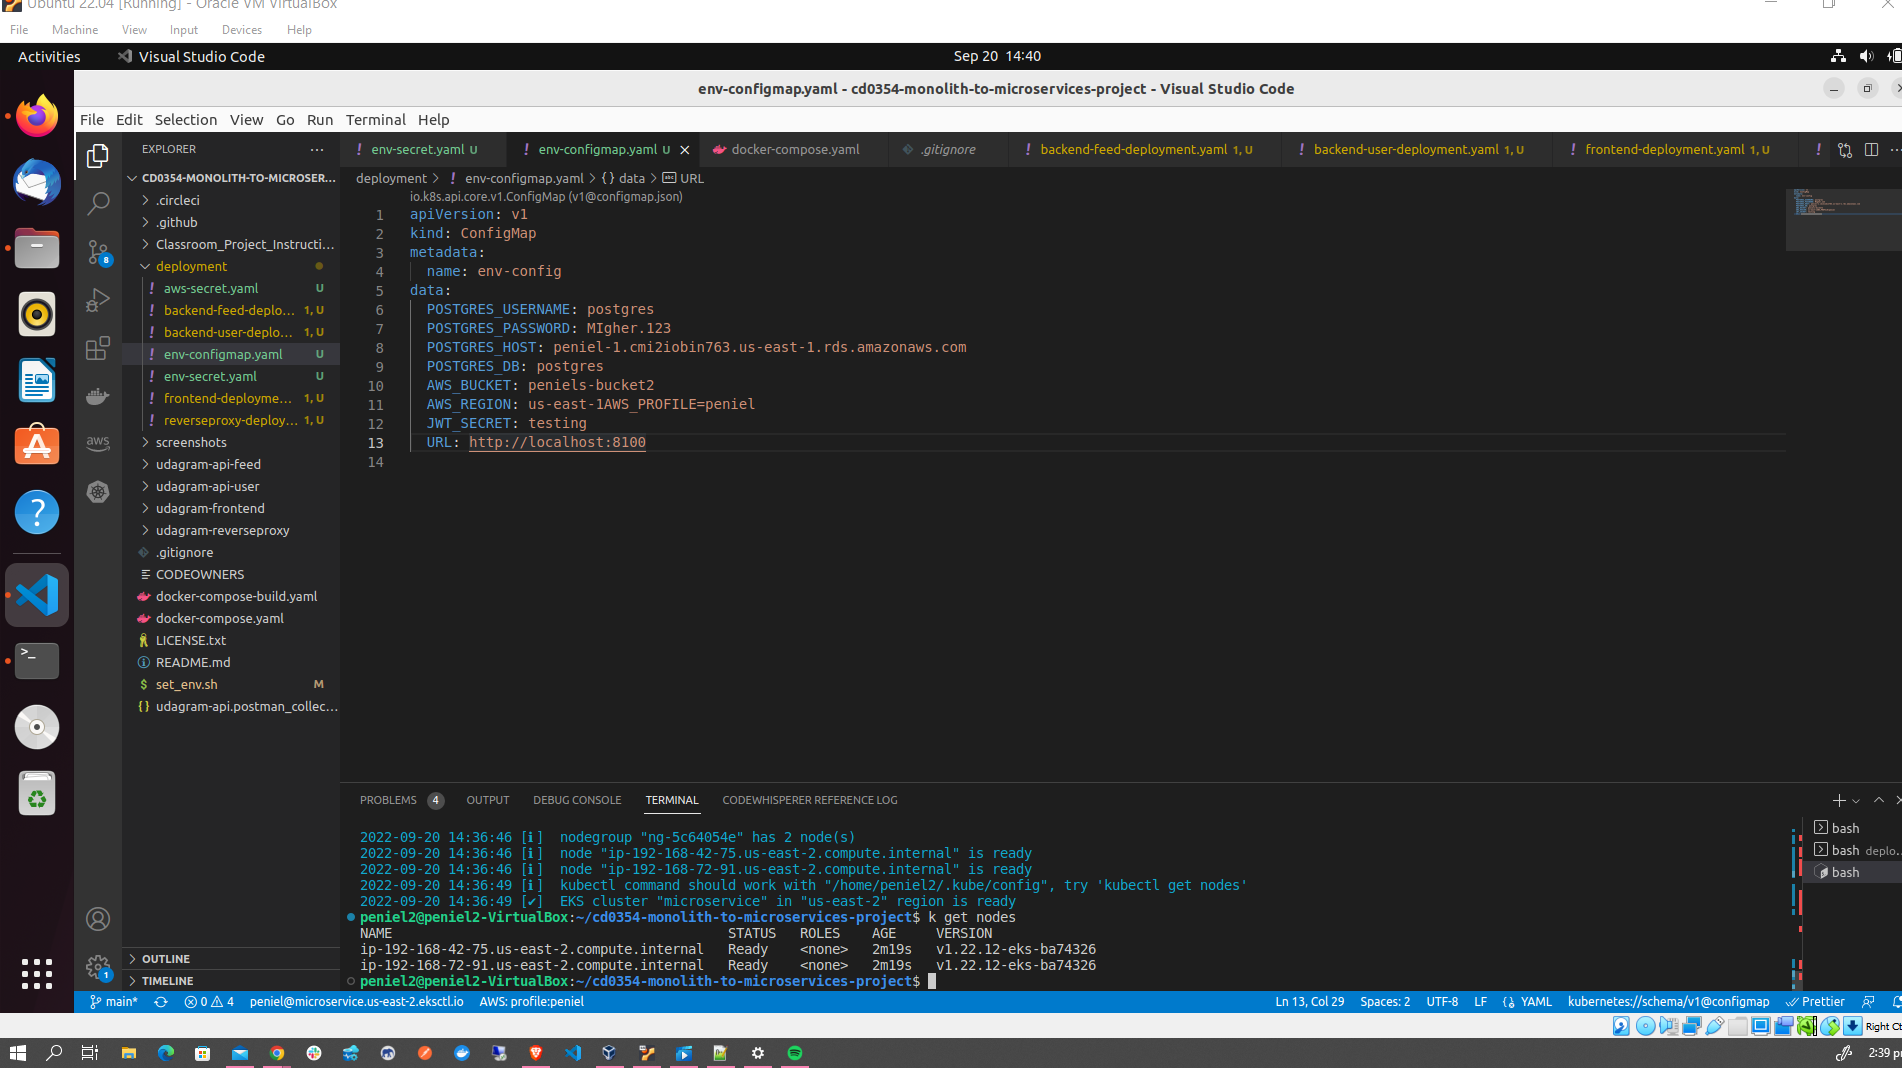 Ubuntu 22.04 [Running] - Oracle VM VirtualBox
File Machine View Input Devices Help
Activities Visual Studio Code Sep 20 14:40
env-configmap.yaml - cd0354-monolith-to-microservices-project - Visual Studio Code
File Edit Selection View Go Run Terminal Help
EXPLORER ···
env-secret.yaml U
env-configmap.yaml U
docker-compose.yaml
.gitignore
backend-feed-deployment.yaml 1, U
backend-user-deployment.yaml 1, U
frontend-deployment.yaml 1, U
CD0354-MONOLITH-TO-MICROSER...
.circleci
.github
Classroom_Project_Instructi...
deployment
aws-secret.yaml U
backend-feed-deplo... 1, U
backend-user-deplo... 1, U
env-configmap.yaml U
env-secret.yaml U
frontend-deployme... 1, U
reverseproxy-deploy... 1, U
screenshots
udagram-api-feed
udagram-api-user
udagram-frontend
udagram-reverseproxy
.gitignore
CODEOWNERS
docker-compose-build.yaml
docker-compose.yaml
LICENSE.txt
README.md
$ set_env.sh M
{} udagram-api.postman_collec...
OUTLINE
TIMELINE
8
aws
1
deployment > ! env-configmap.yaml > {} data > URL
io.k8s.api.core.v1.ConfigMap (v1@configmap.json)
1 apiVersion: v1
2 kind: ConfigMap
3 metadata:
4 name: env-config
5 data:
6 POSTGRES_USERNAME: postgres
7 POSTGRES_PASSWORD: MIgher.123
8 POSTGRES_HOST: peniel-1.cmi2iobin763.us-east-1.rds.amazonaws.com
9 POSTGRES_DB: postgres
10 AWS_BUCKET: peniels-bucket2
11 AWS_REGION: us-east-1AWS_PROFILE=peniel
12 JWT_SECRET: testing
13 URL: http://localhost:8100
14
PROBLEMS 4 OUTPUT DEBUG CONSOLE TERMINAL CODEWHISPERER REFERENCE LOG
2022-09-20 14:36:46 [ℹ]  nodegroup "ng-5c64054e" has 2 node(s)
2022-09-20 14:36:46 [ℹ]  node "ip-192-168-42-75.us-east-2.compute.internal" is ready
2022-09-20 14:36:46 [ℹ]  node "ip-192-168-72-91.us-east-2.compute.internal" is ready
2022-09-20 14:36:49 [ℹ]  kubectl command should work with "/home/peniel2/.kube/config", try 'kubectl get nodes'
2022-09-20 14:36:49 [✔]  EKS cluster "microservice" in "us-east-2" region is ready
peniel2@peniel2-VirtualBox:~/cd0354-monolith-to-microservices-project$ k get nodes
NAME STATUS ROLES AGE VERSION
ip-192-168-42-75.us-east-2.compute.internal Ready <none> 2m19s v1.22.12-eks-ba74326
ip-192-168-72-91.us-east-2.compute.internal Ready <none> 2m19s v1.22.12-eks-ba74326
peniel2@peniel2-VirtualBox:~/cd0354-monolith-to-microservices-project$
bash
bash deplo...
bash
main* 0 4 peniel@microservice.us-east-2.eksctl.io AWS: profile:peniel Ln 13, Col 29 Spaces: 2 UTF-8 LF {} YAML kubernetes://schema/v1@configmap Prettier
Right Ct
2:39 p